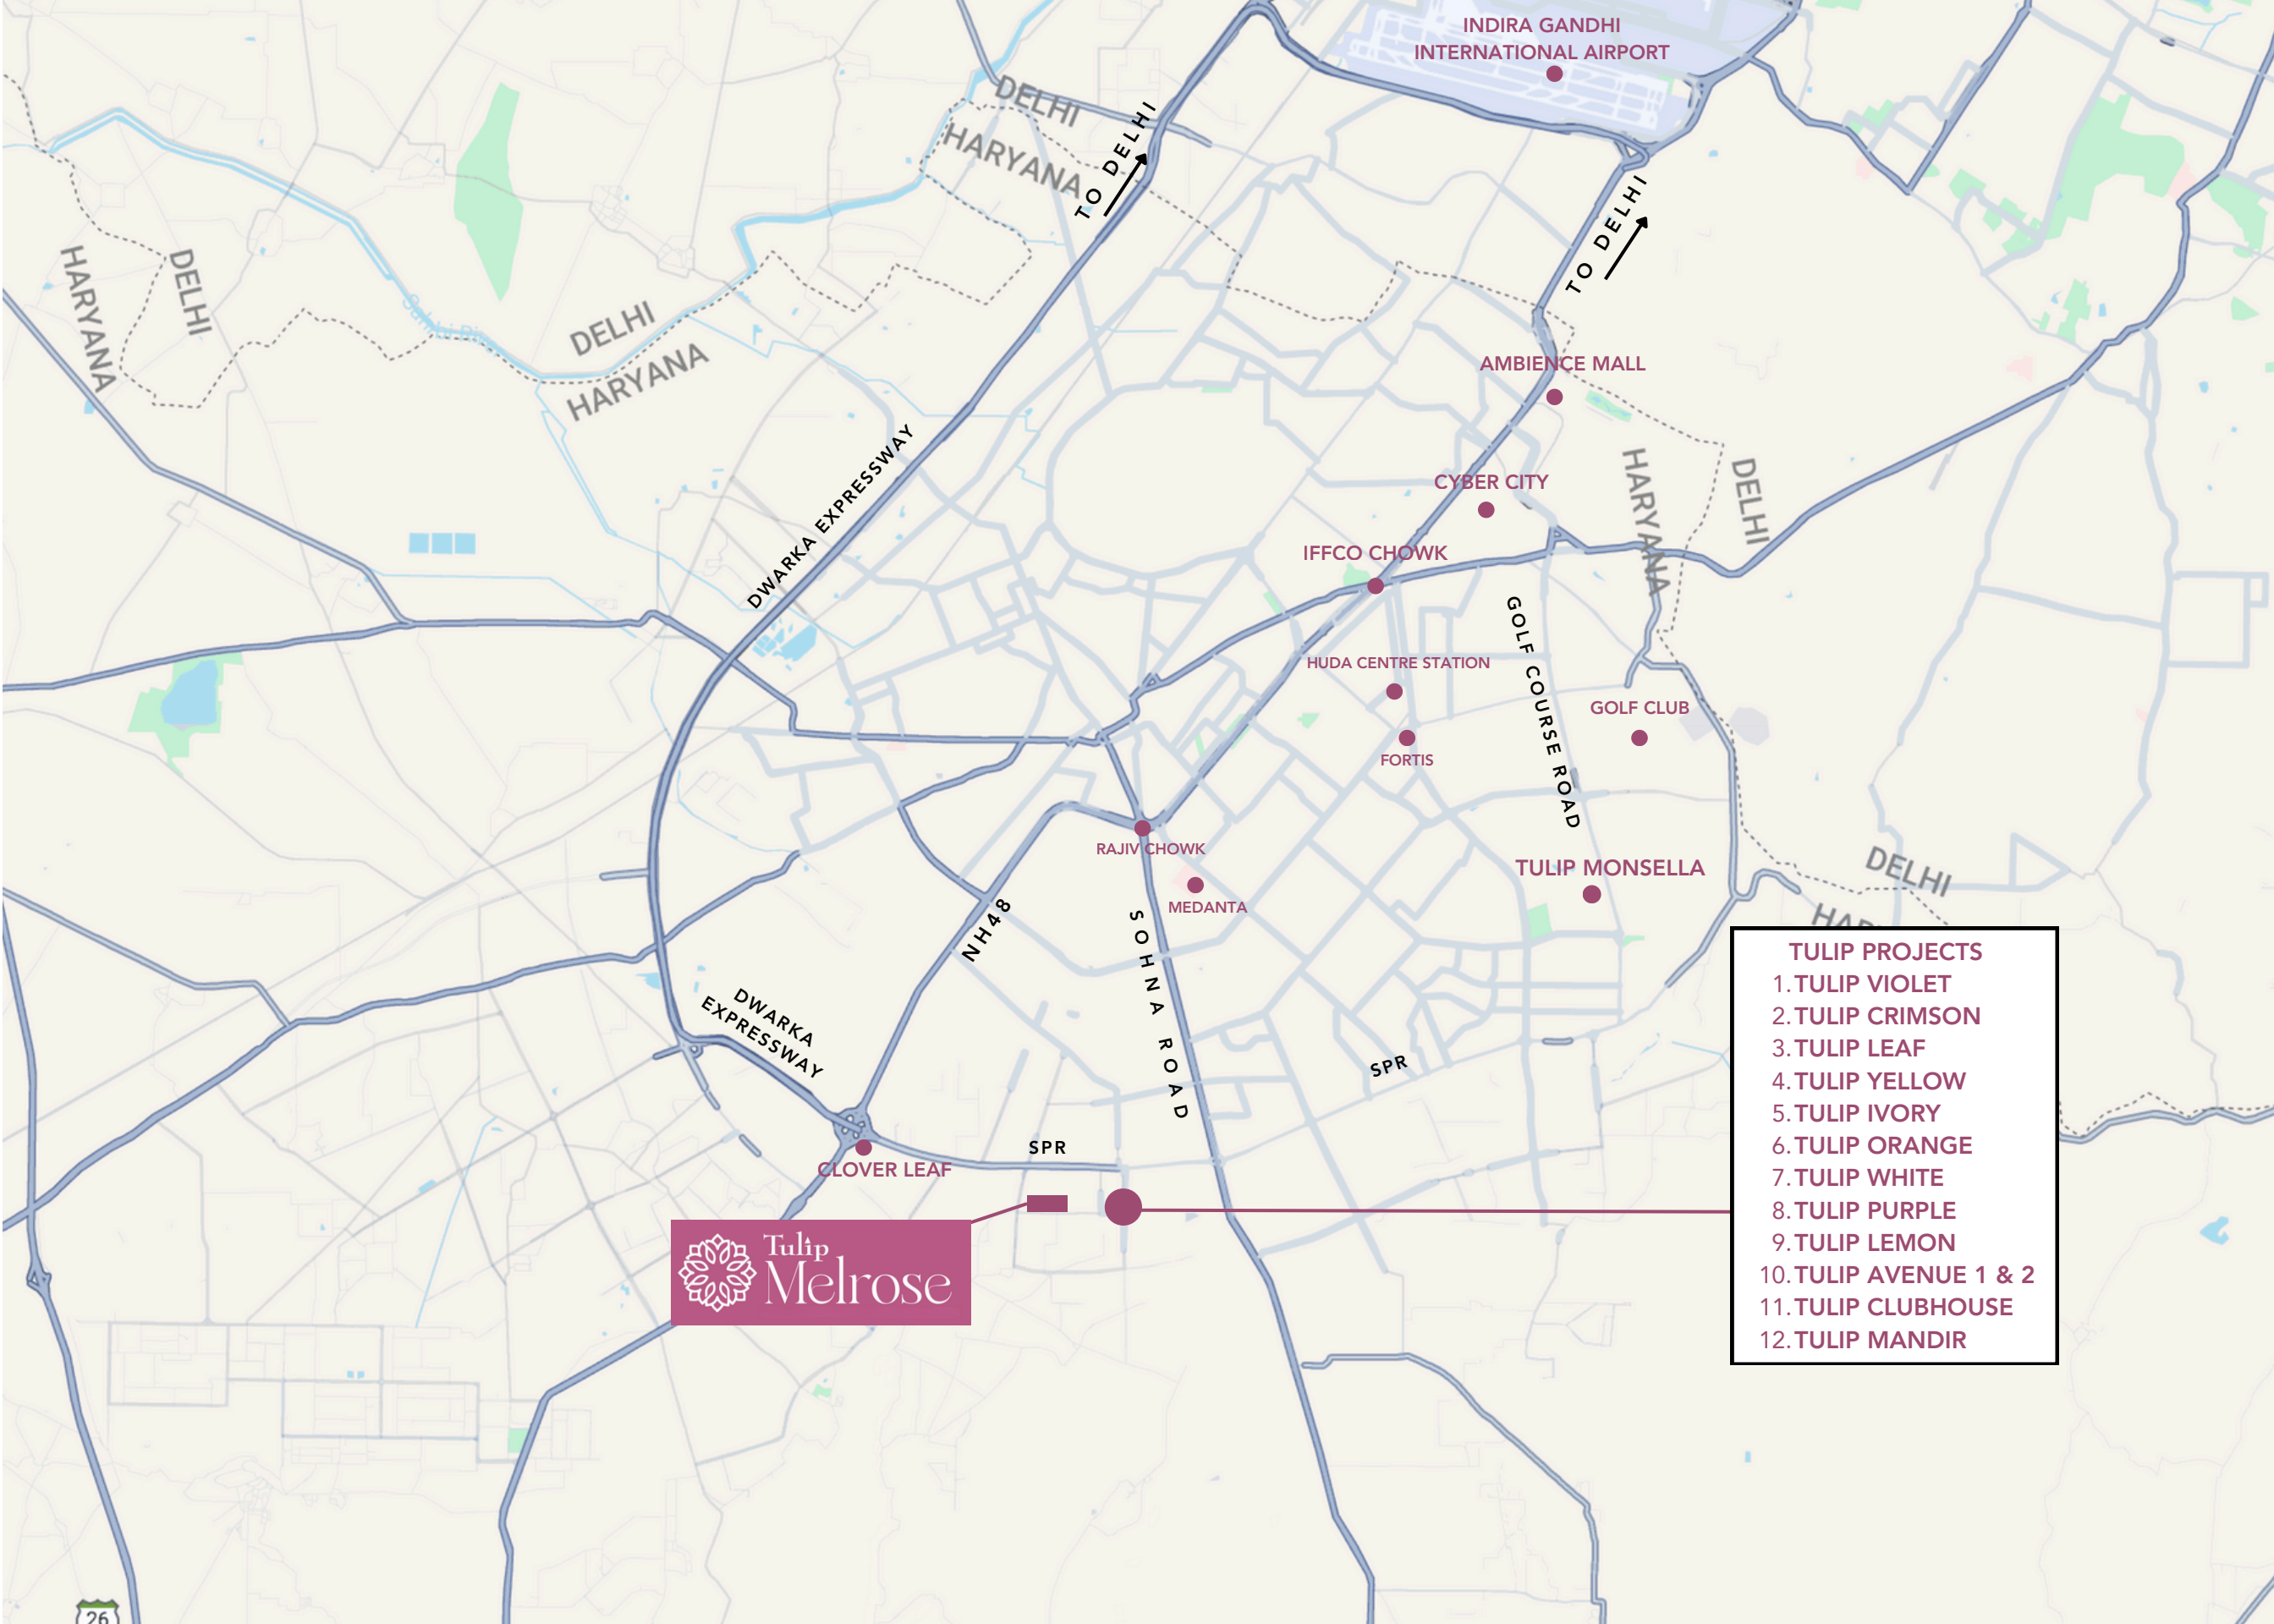 INDIRA GANDHI
INTERNATIONAL AIRPORT
DELHI
HARYANA
TO DELHI
TO DELHI
HARYANA
DELHI
DELHI
HARYANA
AMBIENCE MALL
DWARKA EXPRESSWAY
CYBER CITY
HARYANA
DELHI
IFFCO CHOWK
GOLF COURSE ROAD
HUDA CENTRE STATION
GOLF CLUB
FORTIS
RAJIV CHOWK
TULIP MONSELLA
DELHI
MEDANTA
NH48
SOHNA ROAD
DWARKA
EXPRESSWAY
SPR
SPR
CLOVER LEAF
Tulip
Melrose
TULIP PROJECTS
1. TULIP VIOLET
2. TULIP CRIMSON
3. TULIP LEAF
4. TULIP YELLOW
5. TULIP IVORY
6. TULIP ORANGE
7. TULIP WHITE
8. TULIP PURPLE
9. TULIP LEMON
10. TULIP AVENUE 1 & 2
11. TULIP CLUBHOUSE
12. TULIP MANDIR
26